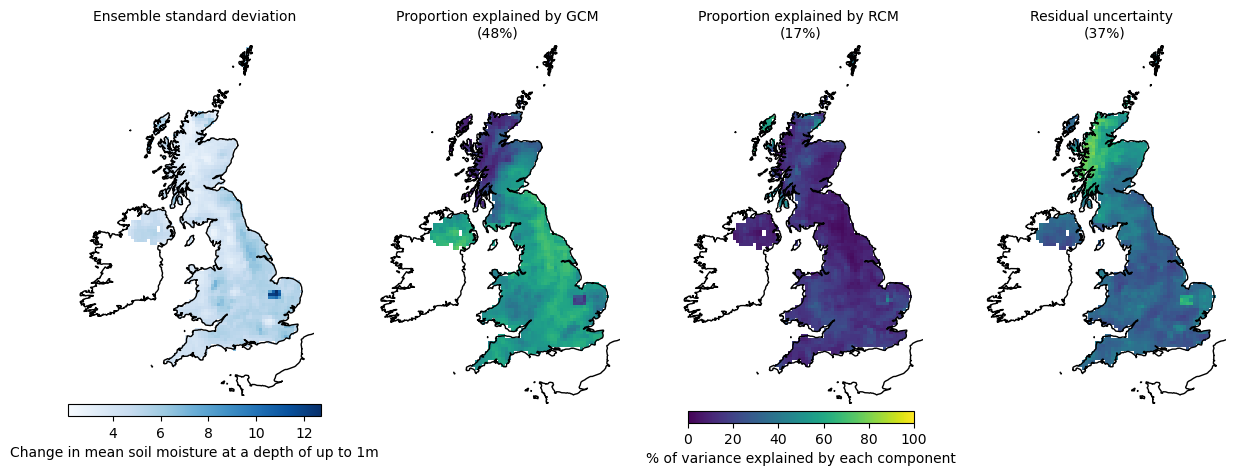 Ensemble standard deviation
Proportion explained by GCM
(48%)
Proportion explained by RCM
(17%)
Residual uncertainty
(37%)
4 6 8 10 12
Change in mean soil moisture at a depth of up to 1m
0 20 40 60 80 100
% of variance explained by each component